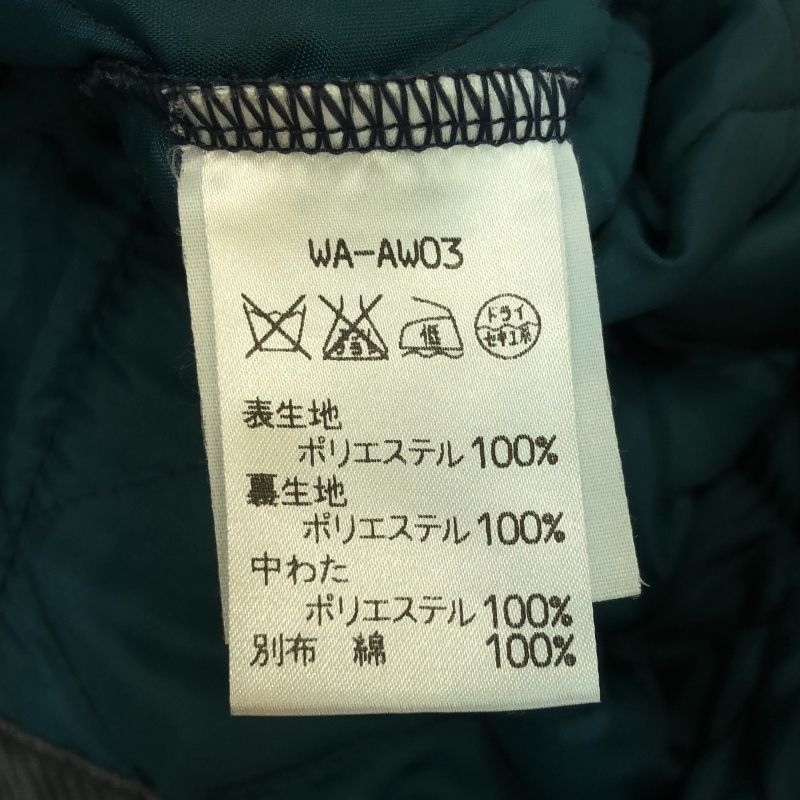 WA-AW03
低
ドライ
セキユ系
表生地
ポリエステル 100%
裏生地
ポリエステル 100%
中わた
ポリエステル 100%
別布 綿 100%